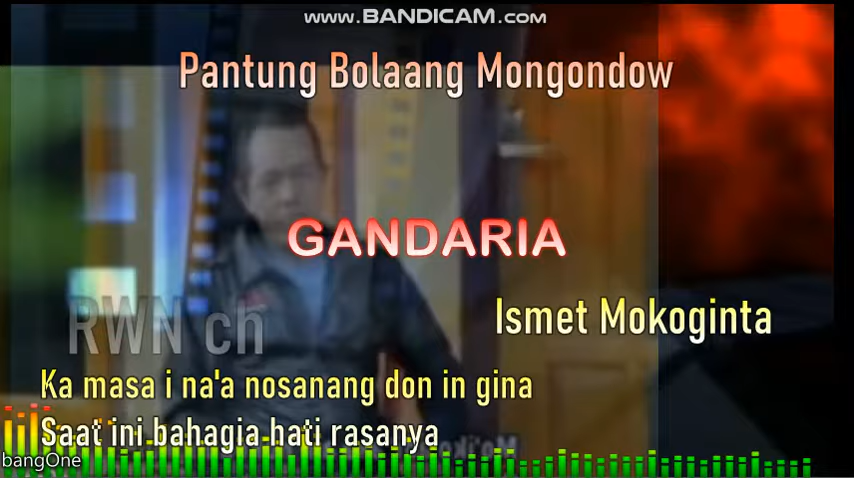 www.BANDICAM.com
Pantung Bolaang Mongondow
GANDARIA
Ismet Mokoginta
RWN ch
Ka masa i na'a nosanang don in gina
Saat ini bahagia hati rasanya
bangOne